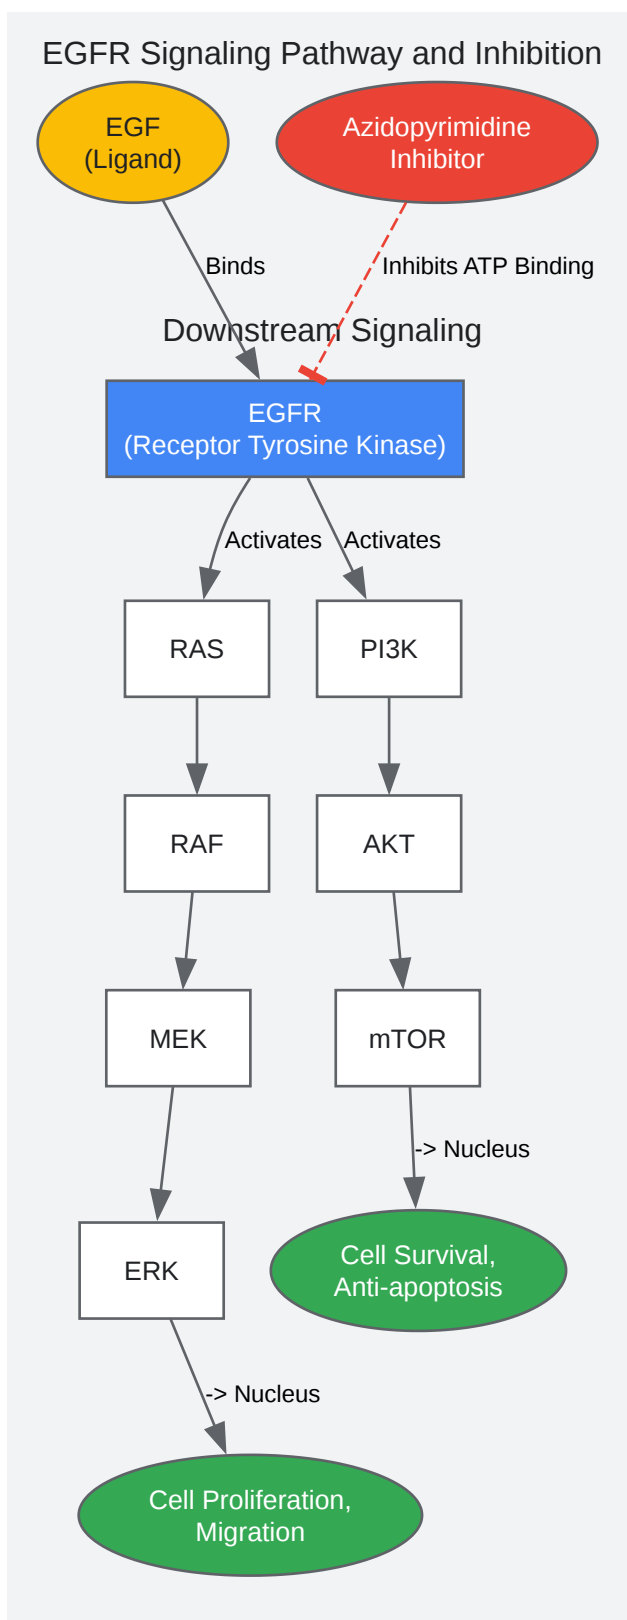 EGFR Signaling Pathway and Inhibition
EGF
(Ligand)
Azidopyrimidine
Inhibitor
Binds
Inhibits ATP Binding
Downstream Signaling
EGFR
(Receptor Tyrosine Kinase)
Activates
Activates
RAS
PI3K
RAF
AKT
MEK
mTOR
-> Nucleus
ERK
Cell Survival,
Anti-apoptosis
-> Nucleus
Cell Proliferation,
Migration